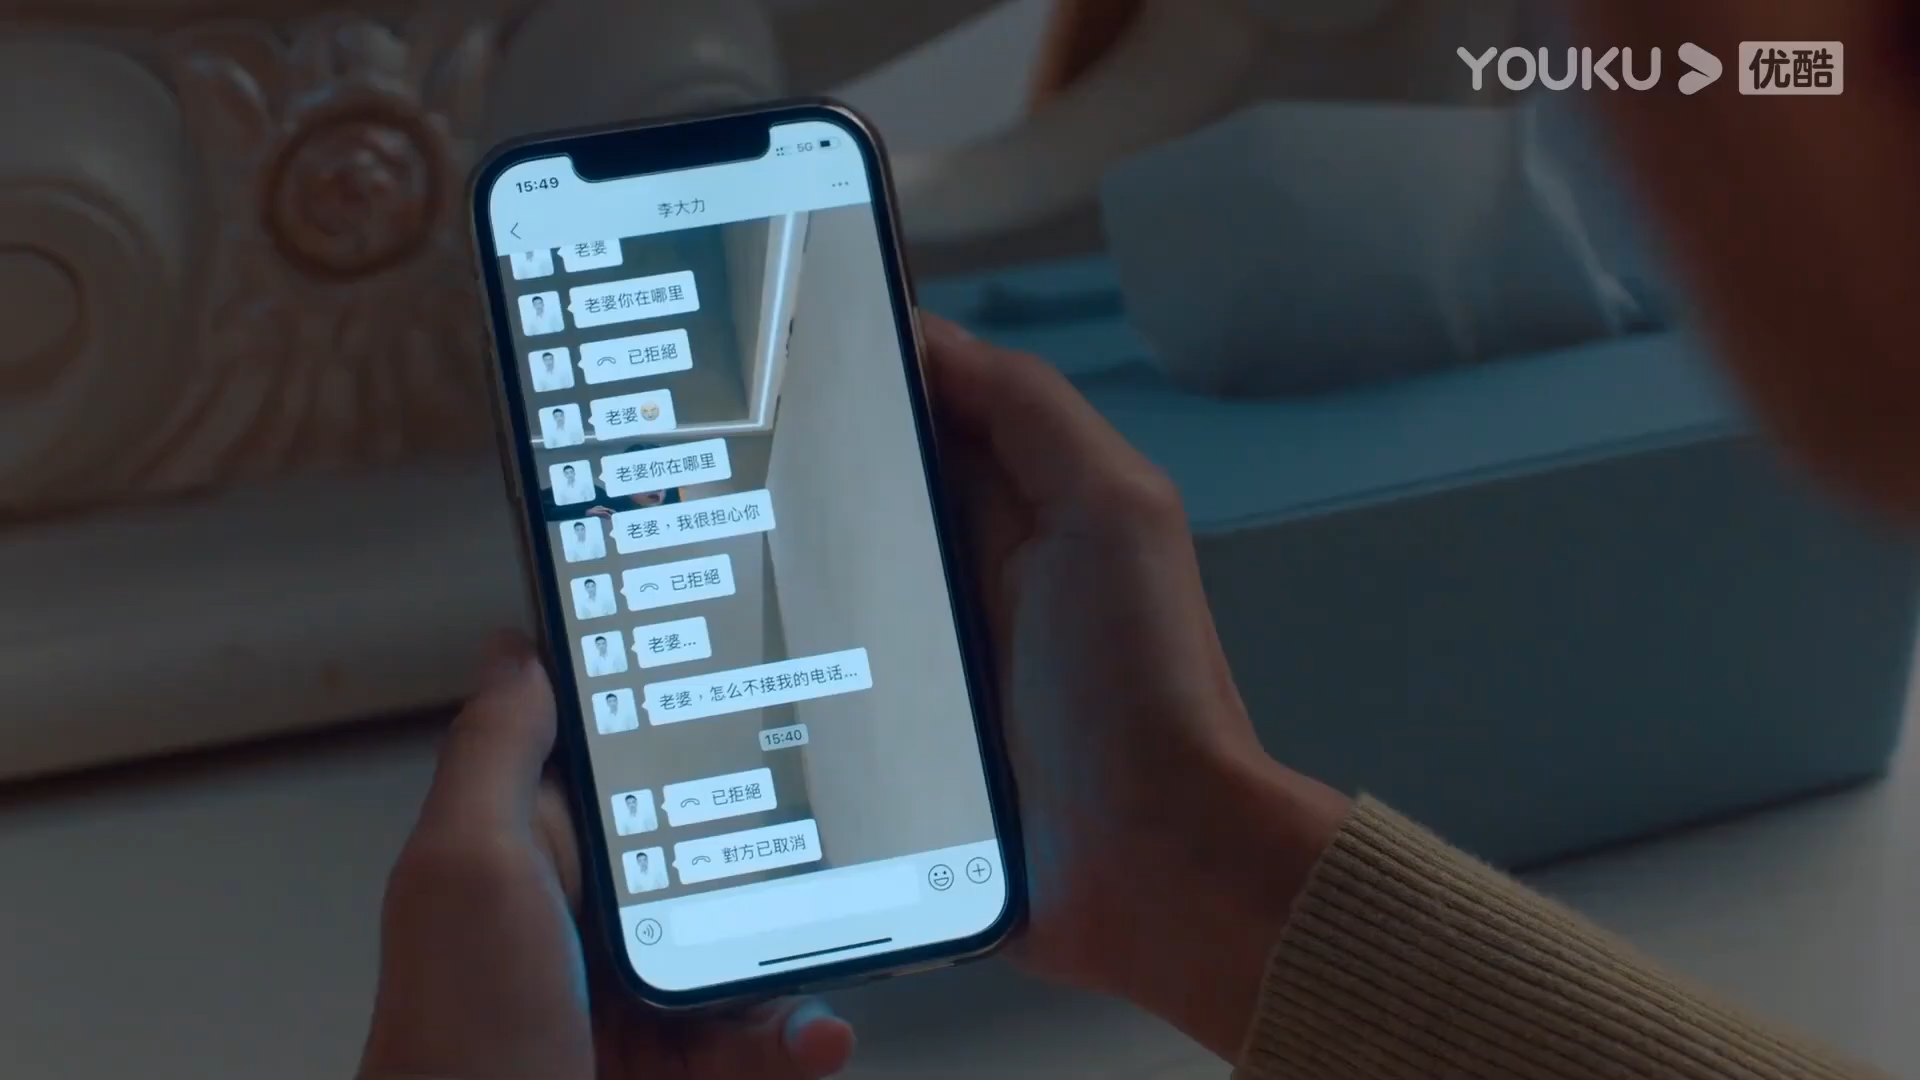 YOUKU 优酷
15:49
5G
李大力
老婆
老婆你在哪里
已拒絕
老婆😭
老婆你在哪里
老婆，我很担心你
已拒絕
老婆...
老婆，怎么不接我的电话...
15:40
已拒絕
對方已取消